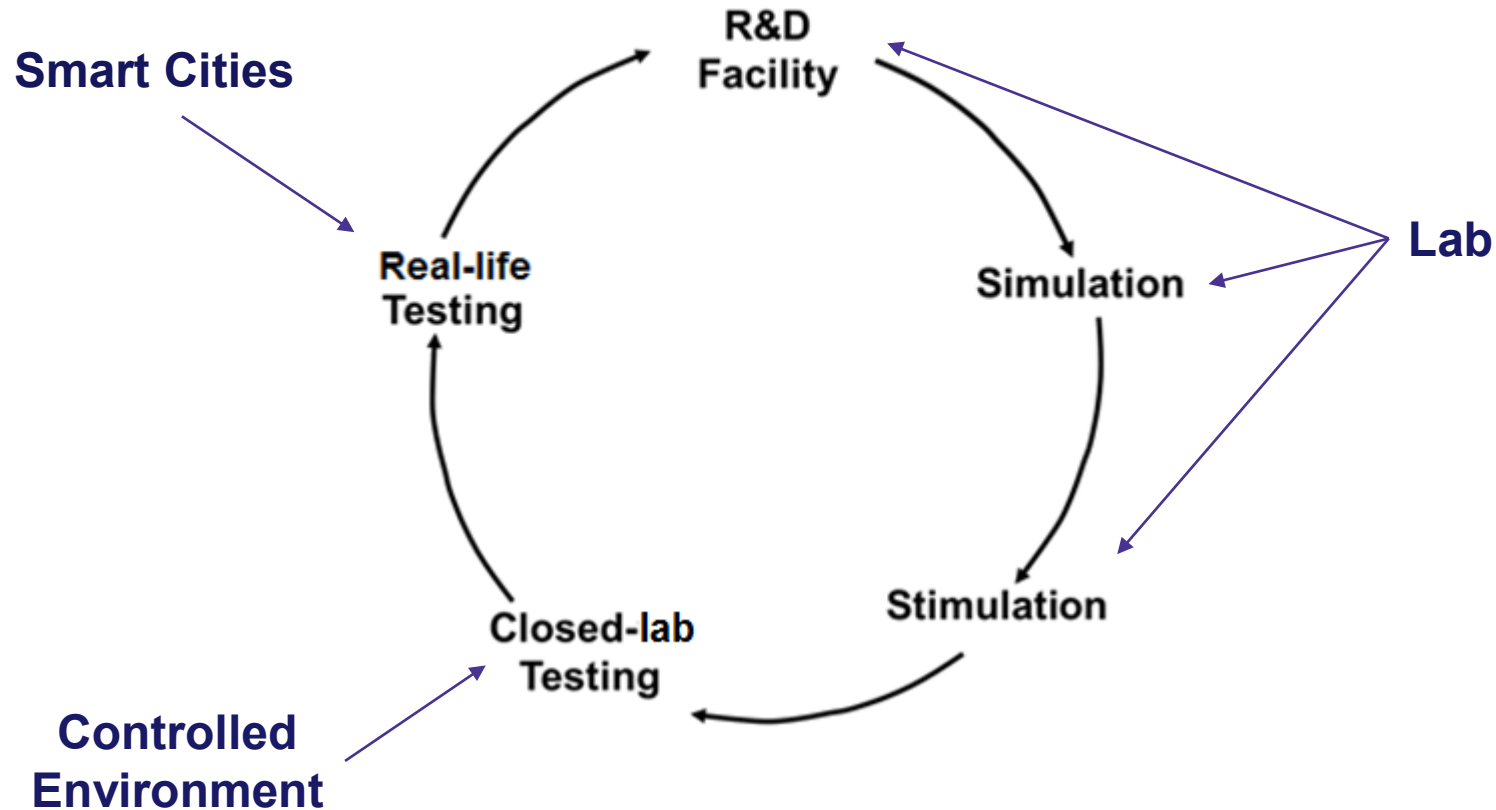 R&D
Facility
Smart Cities
Lab
Real-life
Testing
Simulation
Stimulation
Closed-lab
Testing
Controlled
Environment